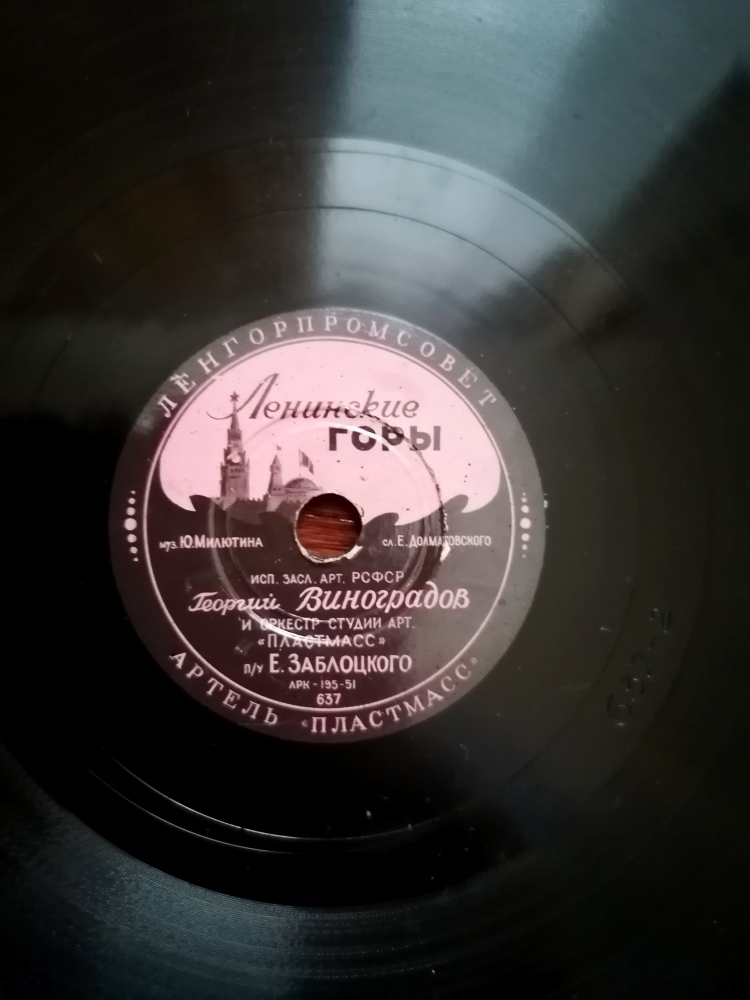 ЛЕНГОРПРОМСОВЕТ
Ленинские
ГОРЫ
муз. Ю. Милютина
сл. Е. Долматовского
ИСП. ЗАСЛ. АРТ. РСФСР
Георгий Виноградов
И ОРКЕСТР СТУДИИ АРТ.
«ПЛАСТМАСС»
п/у Е. ЗАБЛОЦКОГО
ЛРК-195-51
637
АРТЕЛЬ «ПЛАСТМАСС»